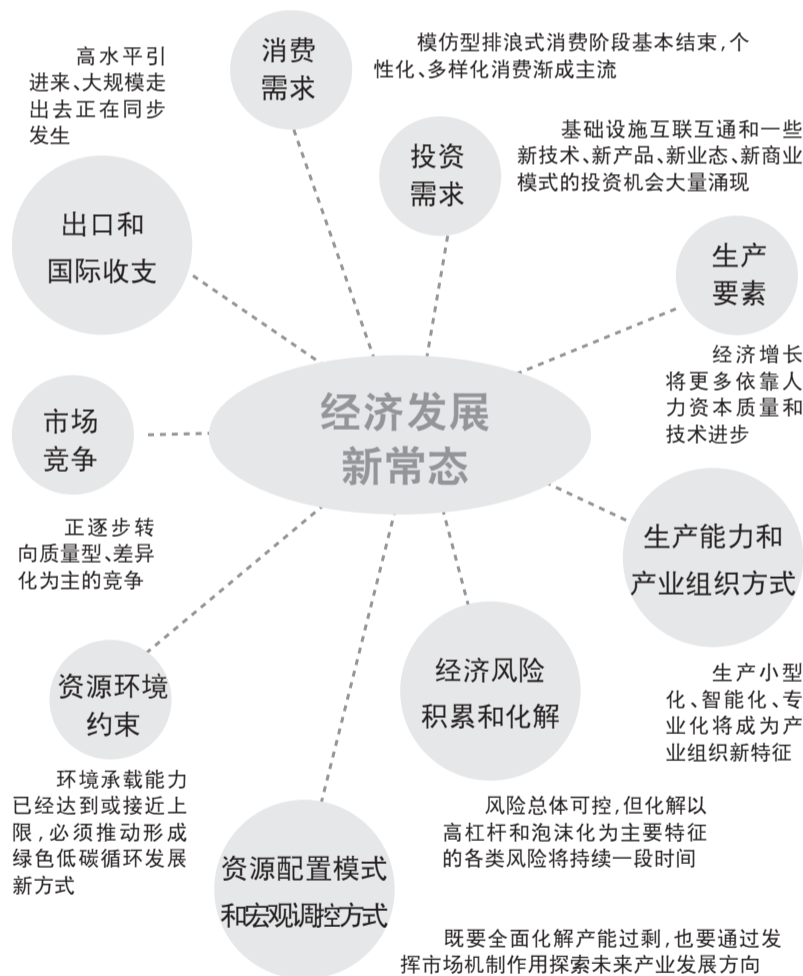 消费
需求
模仿型排浪式消费阶段基本结束,个
性化、多样化消费渐成主流
高水平引
进来、大规模走
出去正在同步
发生
出口和
国际收支
投资
需求
基础设施互联互通和一些
新技术、新产品、新业态、新商业
模式的投资机会大量涌现
生产
要素
经济增长
将更多依靠人
力资本质量和
技术进步
经济发展
新常态
市场
竞争
正逐步转
向质量型、差异
化为主的竞争
生产能力和
产业组织方式
生产小型
化、智能化、专
业化将成为产
业组织新特征
资源环境
约束
环境承载能力
已经达到或接近上
限,必须推动形成
绿色低碳循环发展
新方式
经济风险
积累和化解
风险总体可控,但化解以
高杠杆和泡沫化为主要特征
的各类风险将持续一段时间
资源配置模式
和宏观调控方式
既要全面化解产能过剩,也要通过发
挥市场机制作用探索未来产业发展方向